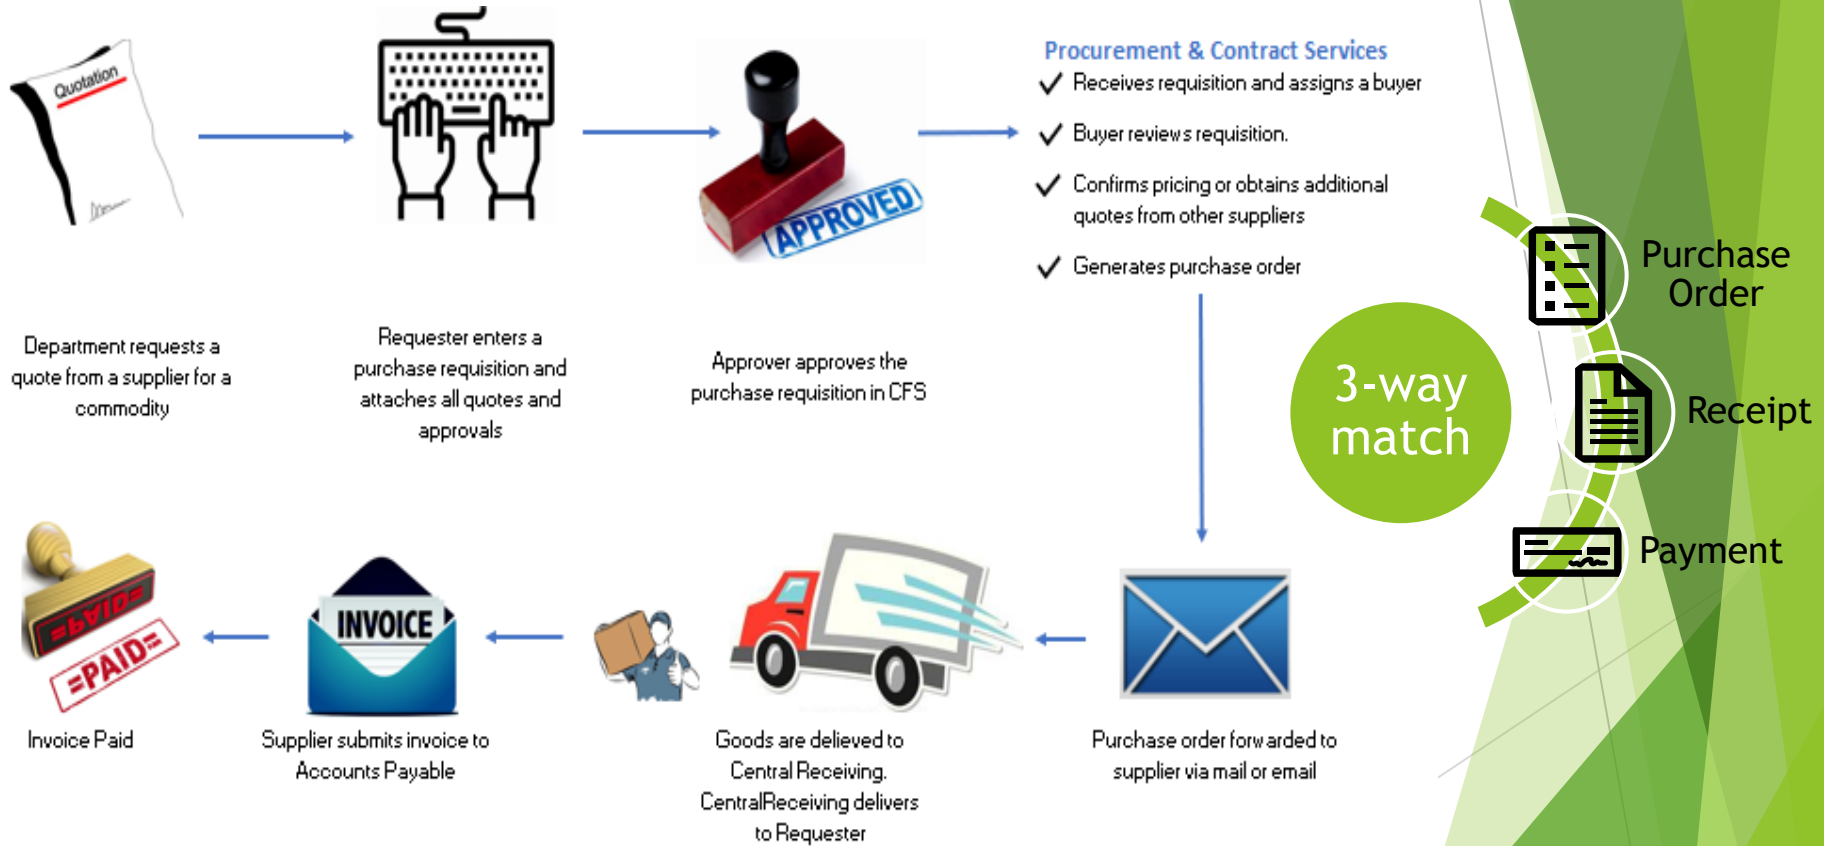 Quotation
APPROVED
Procurement & Contract Services
Receives requisition and assigns a buyer
Buyer reviews requisition.
Confirms pricing or obtains additional
quotes from other suppliers
Generates purchase order
Department requests a
quote from a supplier for a
commodity
Requester enters a
purchase requisition and
attaches all quotes and
approvals
Approver approves the
purchase requisition in CFS
3-way
match
Purchase
Order
Receipt
Payment
=PAID=
=PAID=
Invoice Paid
INVOICE
Supplier submits invoice to
Accounts Payable
Goods are delieved to
Central Receiving.
CentralReceiving delivers
to Requester
Purchase order forwarded to
supplier via mail or email